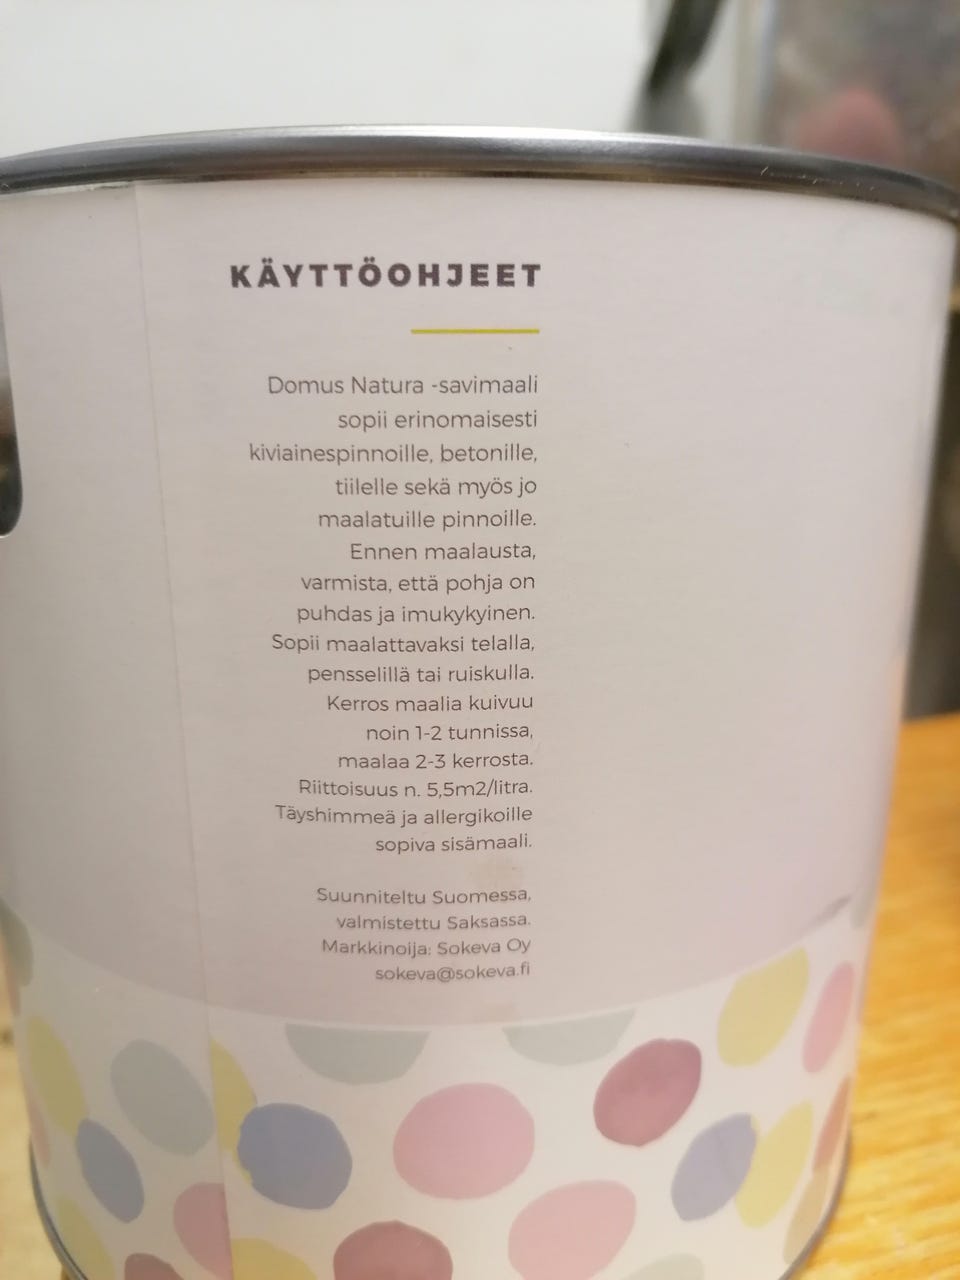 KÄYTTÖOHJEET
Domus Natura -savimaali
sopii erinomaisesti
kiviainespinnoille, betonille,
tiilelle sekä myös jo
maalatuille pinnoille.
Ennen maalausta,
varmista, että pohja on
puhdas ja imukykyinen.
Sopii maalattavaksi telalla,
pensselillä tai ruiskulla.
Kerros maalia kuivuu
noin 1-2 tunnissa,
maalaa 2-3 kerrosta.
Riittoisuus n. 5,5m2/litra.
Täyshimmeä ja allergikoille
sopiva sisämaali.
Suunniteltu Suomessa,
valmistettu Saksassa.
Markkinoija: Sokeva Oy
sokeva@sokeva.fi